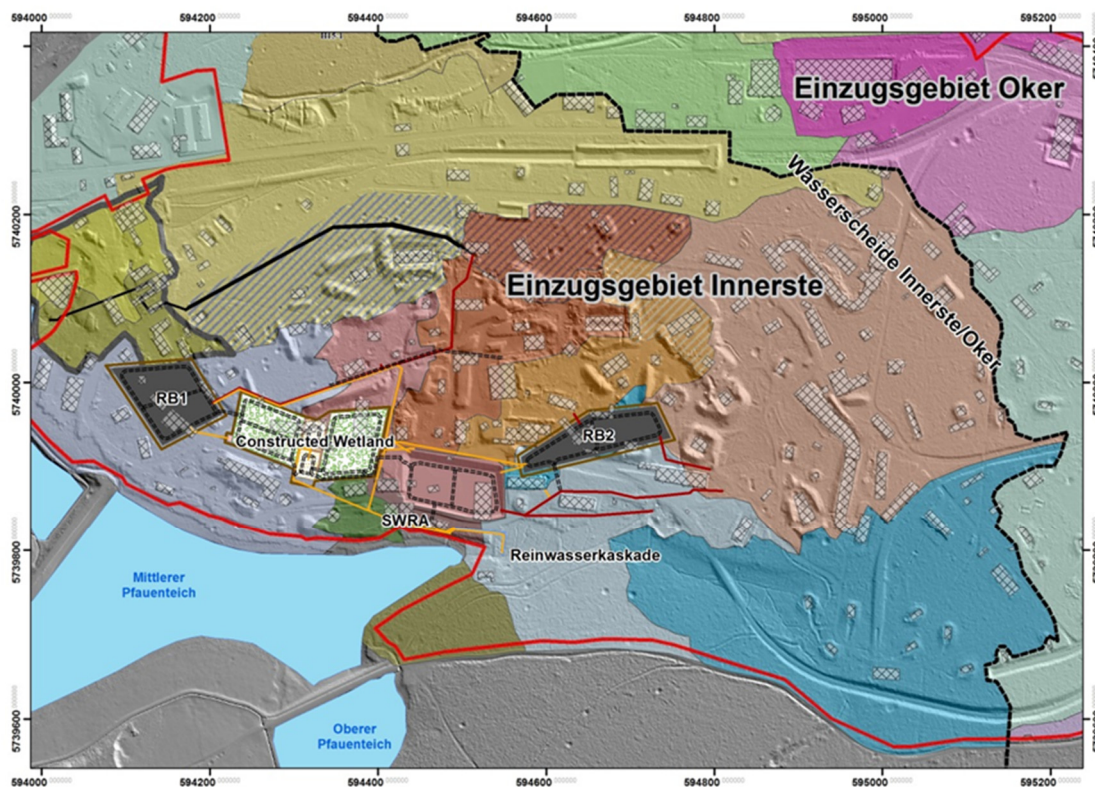 594000 594200 594400 594600 594800 595000 595200
Einzugsgebiet Oker
Wasserscheide Innerste/Oker
5740200
Einzugsgebiet Innerste
5740000
RB1
RB2
Constructed Wetland
SWRA
Reinwasserkaskade
5739800
Mittlerer
Pfauenteich
5739600
Oberer
Pfauenteich
594000 594200 594400 594600 594800 595000 595200